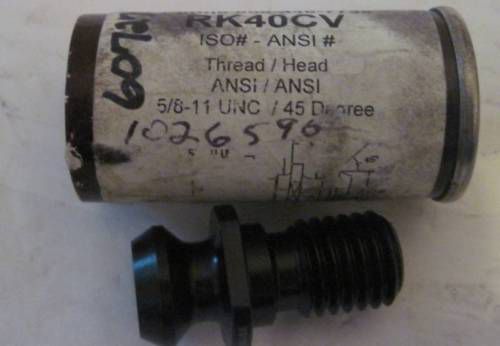 RK40CV
ISO# - ANSI #
Thread / Head
ANSI / ANSI
5/8-11 UNC / 45 Degree
1026596